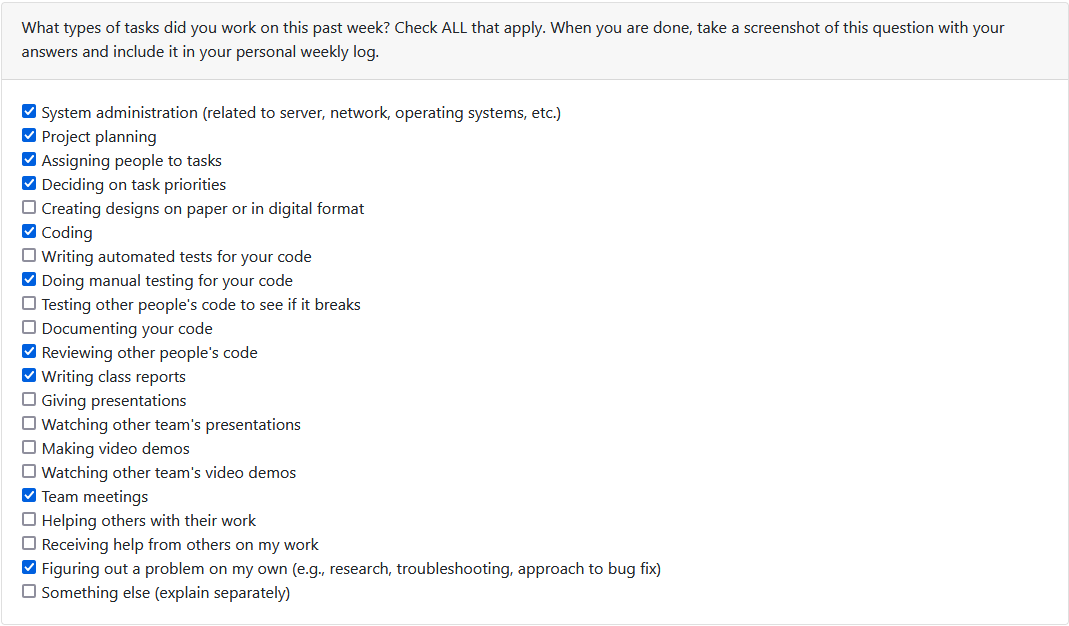 What types of tasks did you work on this past week? Check ALL that apply. When you are done, take a screenshot of this question with your
answers and include it in your personal weekly log.
System administration (related to server, network, operating systems, etc.)
Project planning
Assigning people to tasks
Deciding on task priorities
Creating designs on paper or in digital format
Coding
Writing automated tests for your code
Doing manual testing for your code
Testing other people's code to see if it breaks
Documenting your code
Reviewing other people's code
Writing class reports
Giving presentations
Watching other team's presentations
Making video demos
Watching other team's video demos
Team meetings
Helping others with their work
Receiving help from others on my work
Figuring out a problem on my own (e.g., research, troubleshooting, approach to bug fix)
Something else (explain separately)